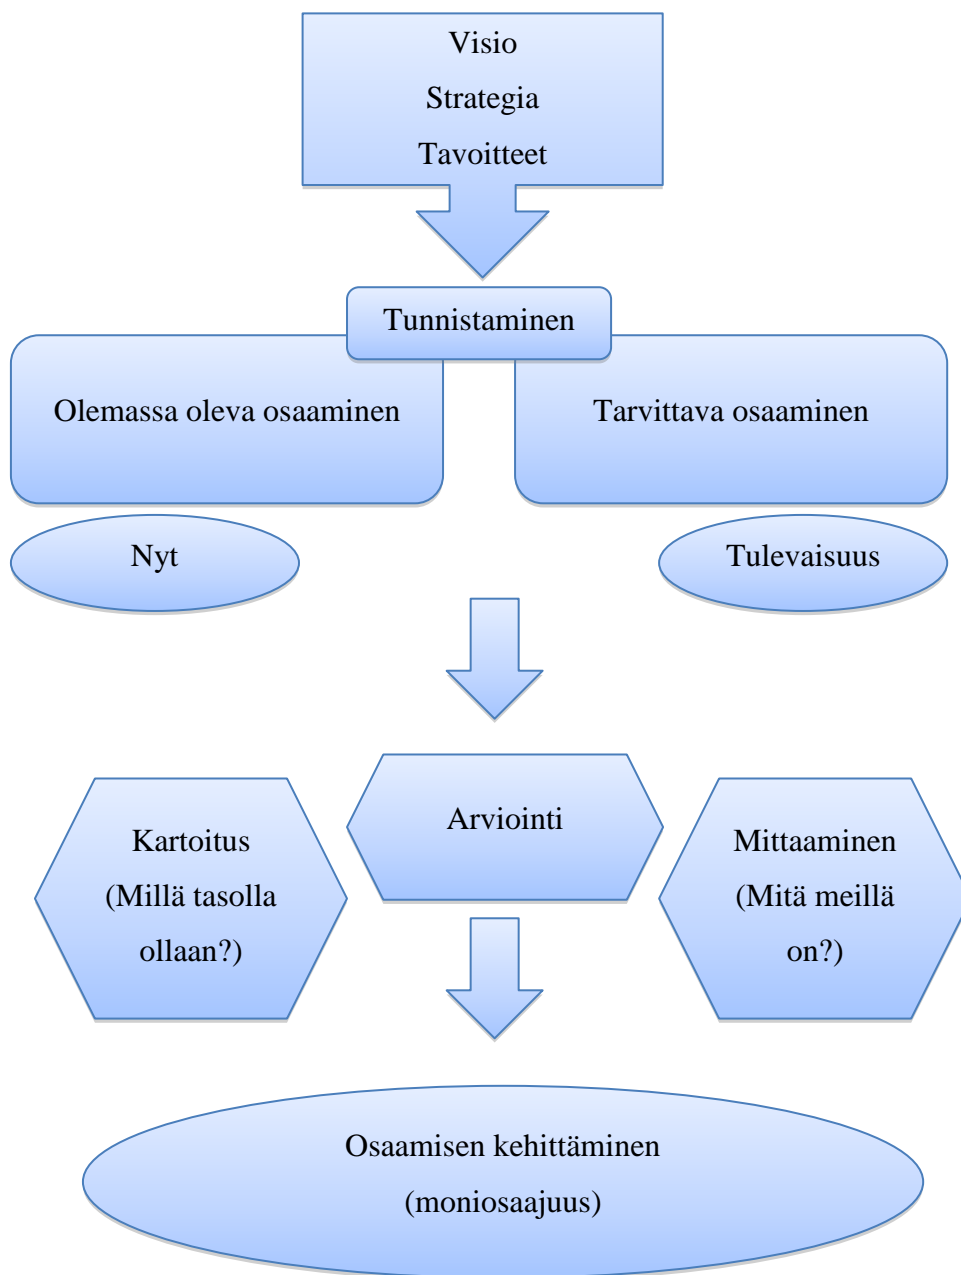 Visio
Strategia
Tavoitteet
Tunnistaminen
Olemassa oleva osaaminen
Tarvittava osaaminen
Nyt
Tulevaisuus
Arviointi
Kartoitus
(Millä tasolla
ollaan?)
Mittaaminen
(Mitä meillä
on?)
Osaamisen kehittäminen
(moniosaajuus)